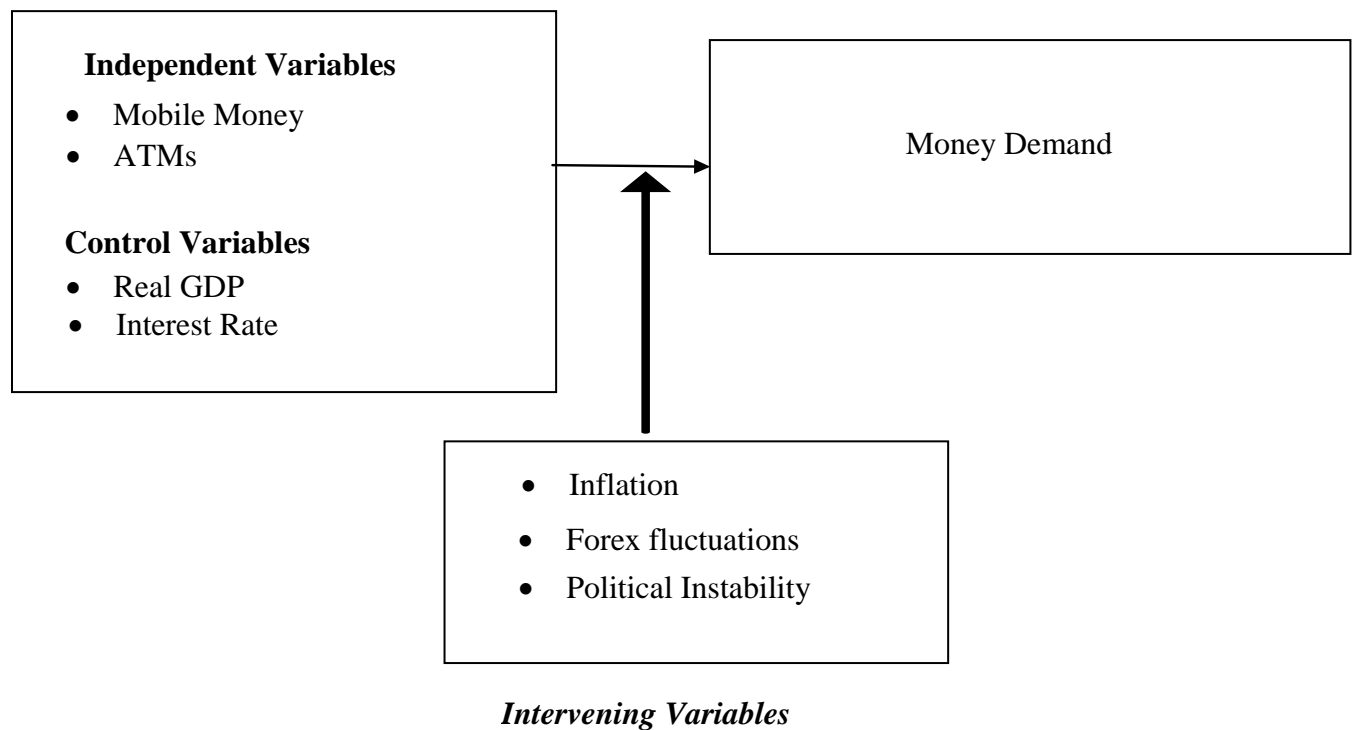 Independent Variables
• Mobile Money
• ATMs
Control Variables
• Real GDP
• Interest Rate
Money Demand
• Inflation
• Forex fluctuations
• Political Instability
Intervening Variables